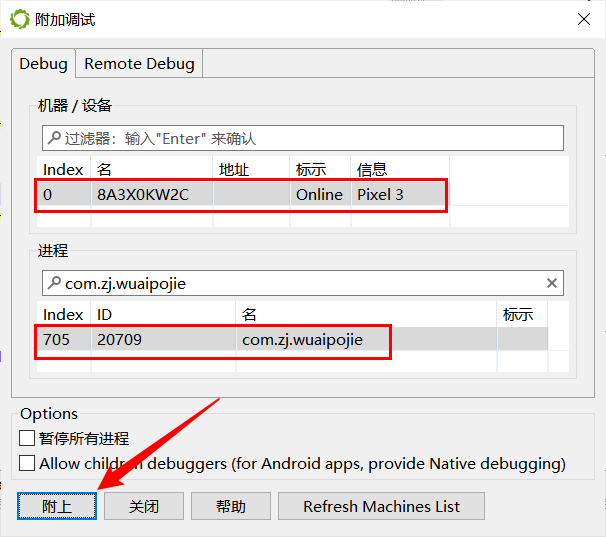 附加调试
Debug
Remote Debug
机器 / 设备
过滤器：输入"Enter" 来确认
Index 名 地址 标示 信息
0 8A3X0KW2C Online Pixel 3
进程
com.zj.wuaipojie
Index ID 名 标示
705 20709 com.zj.wuaipojie
Options
暂停所有进程
Allow children debuggers (for Android apps, provide Native debugging)
附上 关闭 帮助 Refresh Machines List